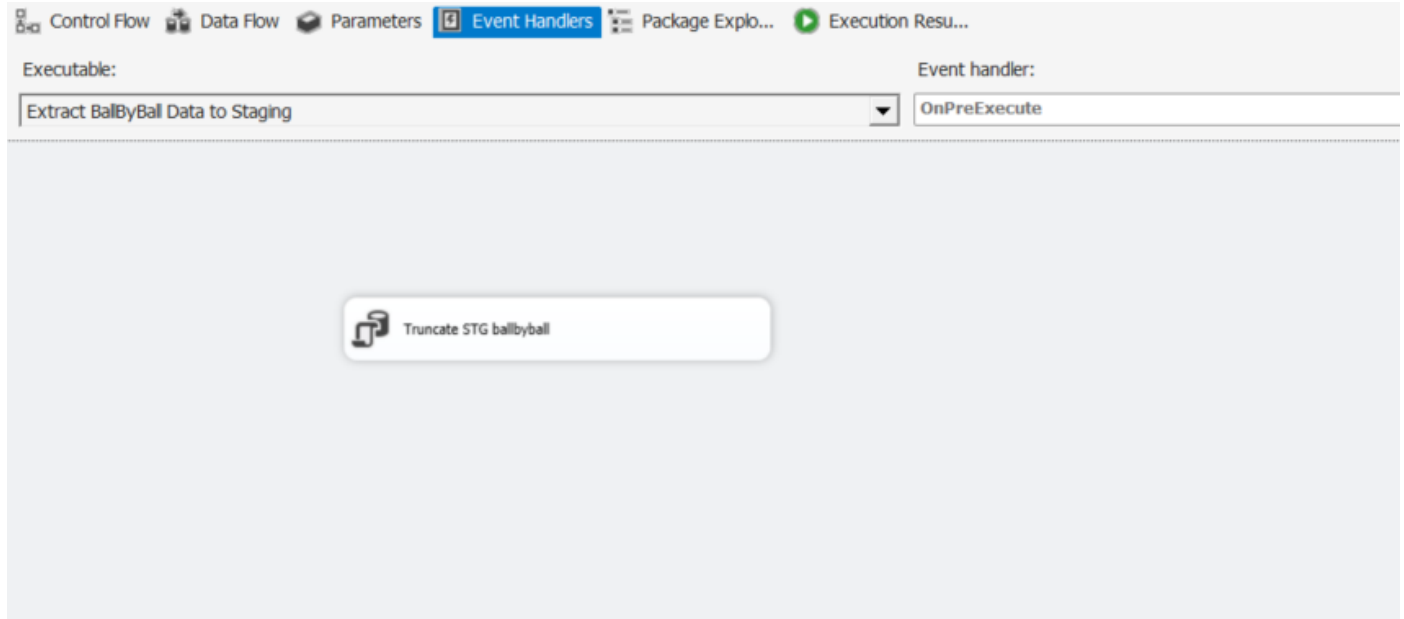 Control Flow Data Flow Parameters Event Handlers Package Explo... Execution Resu...
Executable: Event handler:
Extract BallByBall Data to Staging OnPreExecute
Truncate STG ballbyball